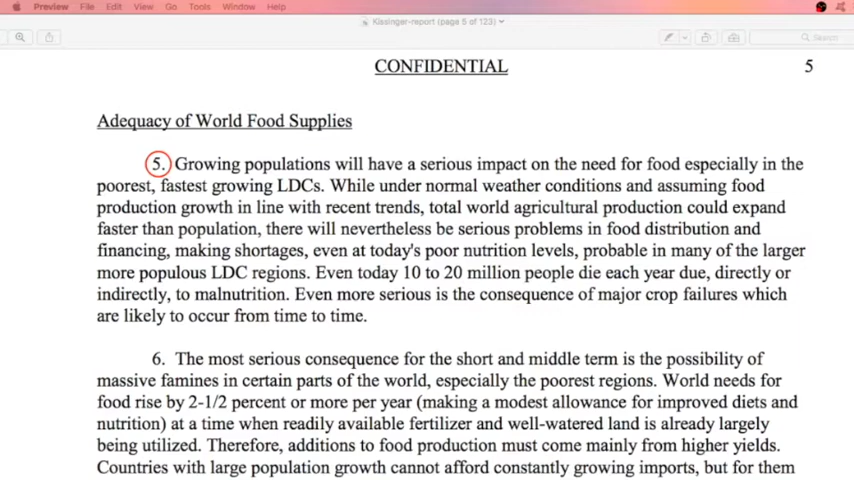 Preview File Edit View Go Tools Window Help
Kissinger-report (page 5 of 123)
Search
CONFIDENTIAL 5
Adequacy of World Food Supplies
5. Growing populations will have a serious impact on the need for food especially in the
poorest, fastest growing LDCs. While under normal weather conditions and assuming food
production growth in line with recent trends, total world agricultural production could expand
faster than population, there will nevertheless be serious problems in food distribution and
financing, making shortages, even at today's poor nutrition levels, probable in many of the larger
more populous LDC regions. Even today 10 to 20 million people die each year due, directly or
indirectly, to malnutrition. Even more serious is the consequence of major crop failures which
are likely to occur from time to time.
6. The most serious consequence for the short and middle term is the possibility of
massive famines in certain parts of the world, especially the poorest regions. World needs for
food rise by 2-1/2 percent or more per year (making a modest allowance for improved diets and
nutrition) at a time when readily available fertilizer and well-watered land is already largely
being utilized. Therefore, additions to food production must come mainly from higher yields.
Countries with large population growth cannot afford constantly growing imports, but for them